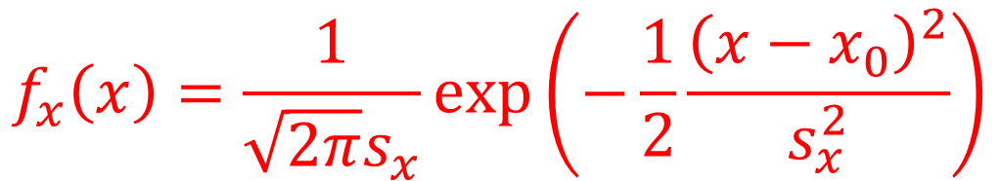 f_x(x) = \frac{1}{\sqrt{2\pi}s_x} \exp\left(-\frac{1}{2}\frac{(x - x_0)^2}{s_x^2}\right)